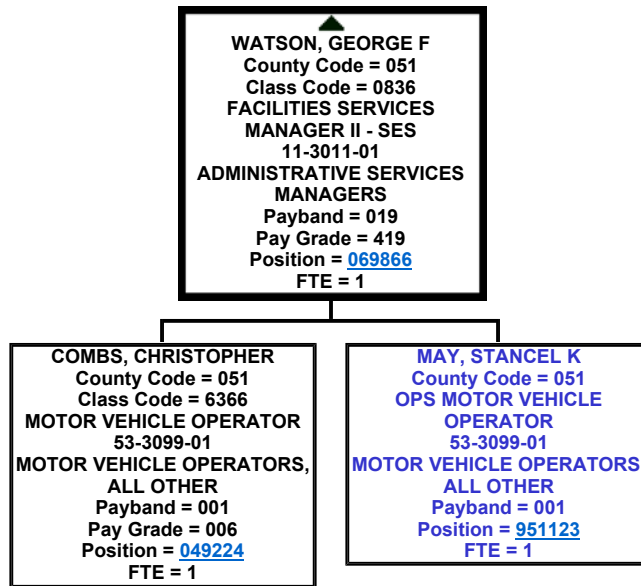 WATSON, GEORGE F
County Code = 051
Class Code = 0836
FACILITIES SERVICES
MANAGER II - SES
11-3011-01
ADMINISTRATIVE SERVICES
MANAGERS
Payband = 019
Pay Grade = 419
Position = 069866
FTE = 1
COMBS, CHRISTOPHER
County Code = 051
Class Code = 6366
MOTOR VEHICLE OPERATOR
53-3099-01
MOTOR VEHICLE OPERATORS,
ALL OTHER
Payband = 001
Pay Grade = 006
Position = 049224
FTE = 1
MAY, STANCEL K
County Code = 051
OPS MOTOR VEHICLE
OPERATOR
53-3099-01
MOTOR VEHICLE OPERATORS
ALL OTHER
Payband = 001
Position = 951123
FTE = 1